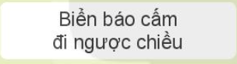 Biển báo cấm
đi ngược chiều